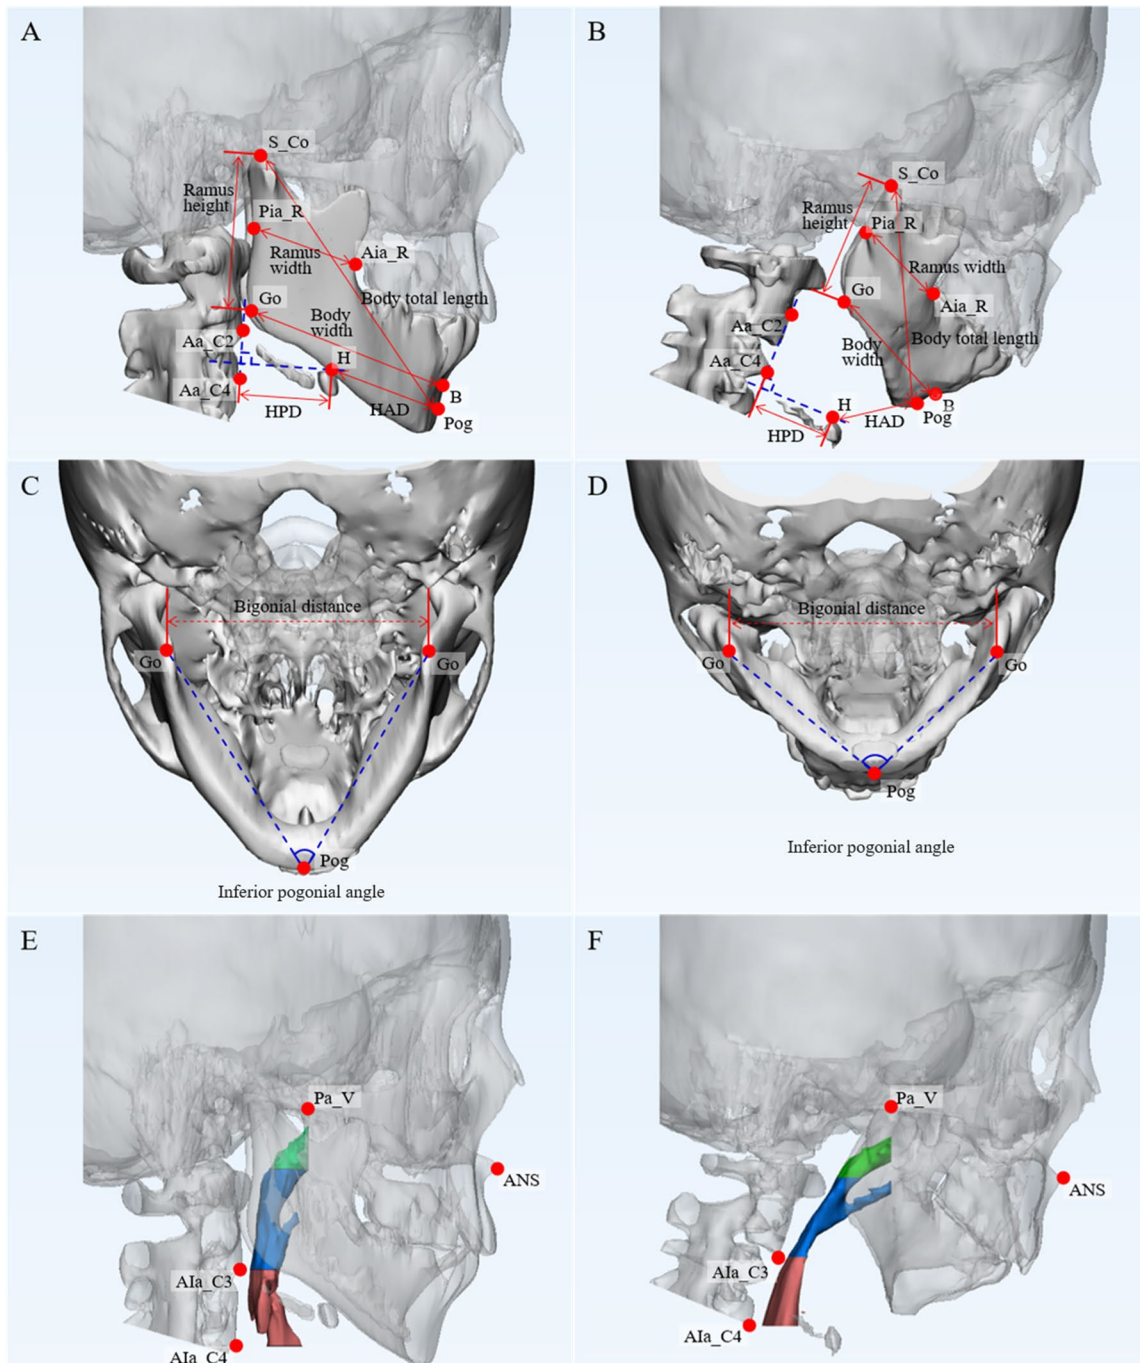 A
S_Co
Ramus
height
Pia_R
Ramus
width
Aia_R
Go
Body total length
Body
width
Aa_C2
H
Aa_C4
B
HPD
HAD
Pog
B
S_Co
Ramus
height
Pia_R
Ramus width
Go
Aia_R
Aa_C2
Body total length
Body
width
Aa_C4
H
B
HAD
Pog
HPD
C
Bigonial distance
Go
Go
Pog
Inferior pogonial angle
D
Bigonial distance
Go
Go
Pog
Inferior pogonial angle
E
Pa_V
ANS
AIa_C3
AIa_C4
F
Pa_V
ANS
AIa_C3
AIa_C4